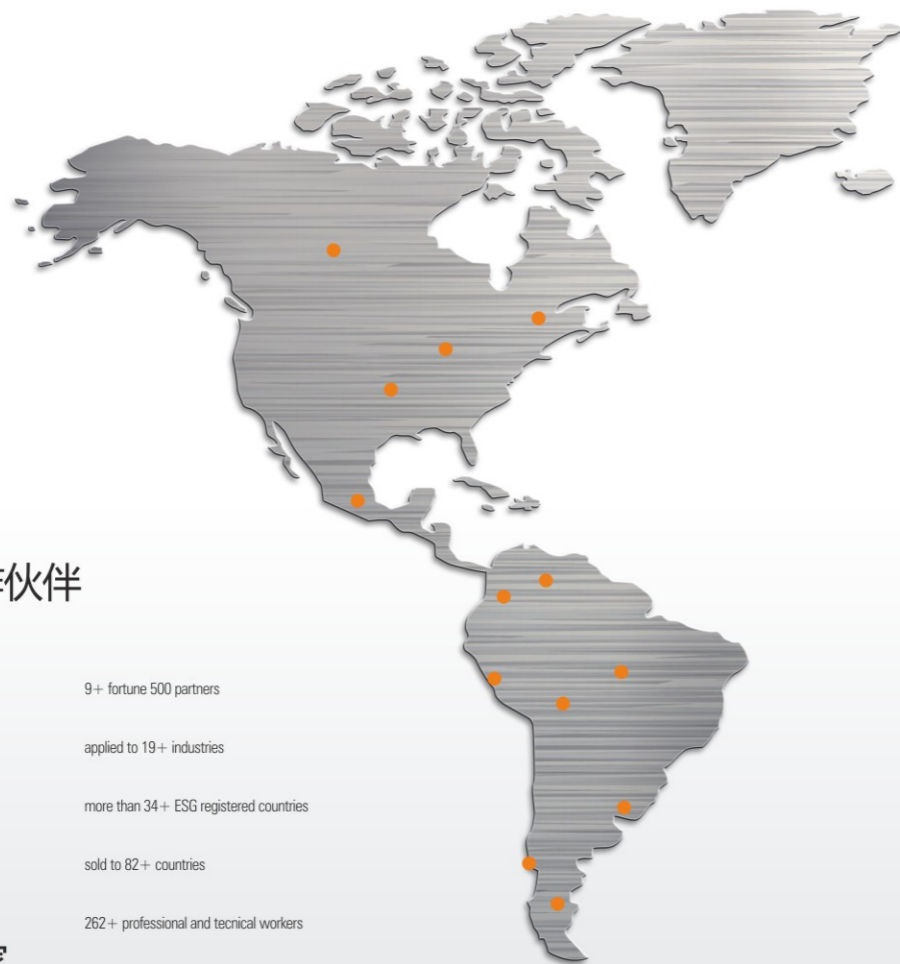 伙伴
9+ fortune 500 partners
applied to 19+ industries
more than 34+ ESG registered countries
sold to 82+ countries
262+ professional and tecnical workers